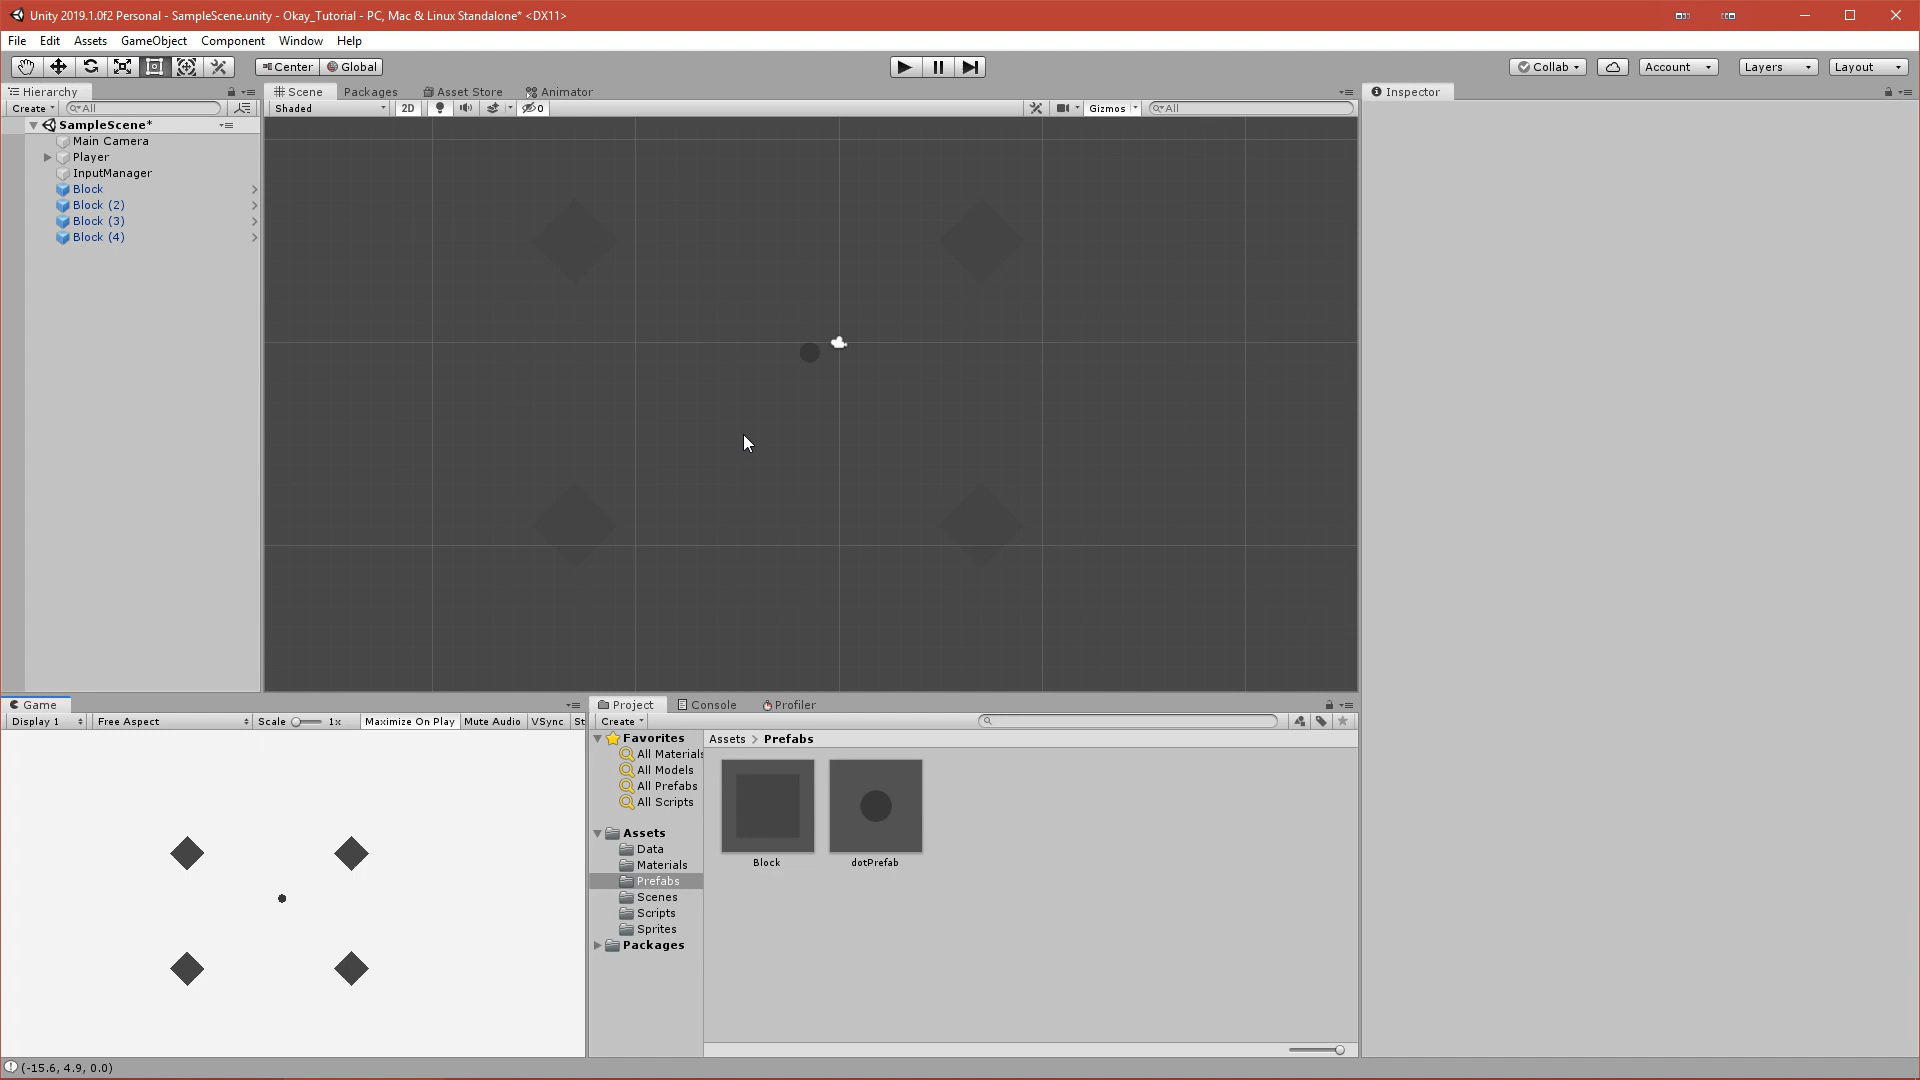 Unity 2019.1.0f2 Personal - SampleScene.unity - Okay_Tutorial - PC, Mac & Linux Standalone* <DX11>
File Edit Assets GameObject Component Window Help
Center Global Collab Account Layers Layout
Hierarchy
Create All
SampleScene*
Main Camera
Player
InputManager
Block
Block (2)
Block (3)
Block (4)
Scene Packages Asset Store Animator
Shaded 2D 0 Gizmos All
Inspector
Game
Display 1 Free Aspect Scale 1x Maximize On Play Mute Audio VSync St
Project Console Profiler
Create
Favorites
All Materials
All Models
All Prefabs
All Scripts
Assets
Data
Materials
Prefabs
Scenes
Scripts
Sprites
Packages
Assets > Prefabs
Block dotPrefab
(-15.6, 4.9, 0.0)